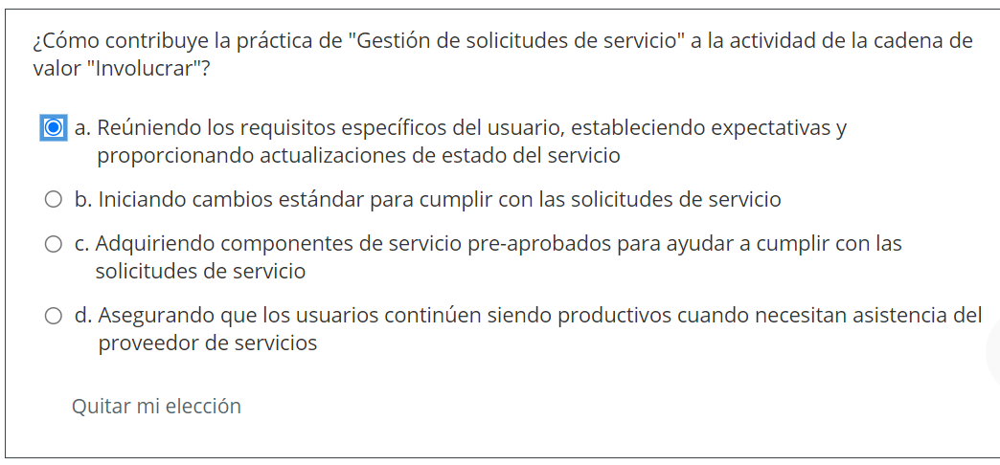 ¿Cómo contribuye la práctica de "Gestión de solicitudes de servicio" a la actividad de la cadena de
valor "Involucrar"?
a. Reúniendo los requisitos específicos del usuario, estableciendo expectativas y
proporcionando actualizaciones de estado del servicio
b. Iniciando cambios estándar para cumplir con las solicitudes de servicio
c. Adquiriendo componentes de servicio pre-aprobados para ayudar a cumplir con las
solicitudes de servicio
d. Asegurando que los usuarios continúen siendo productivos cuando necesitan asistencia del
proveedor de servicios
Quitar mi elección